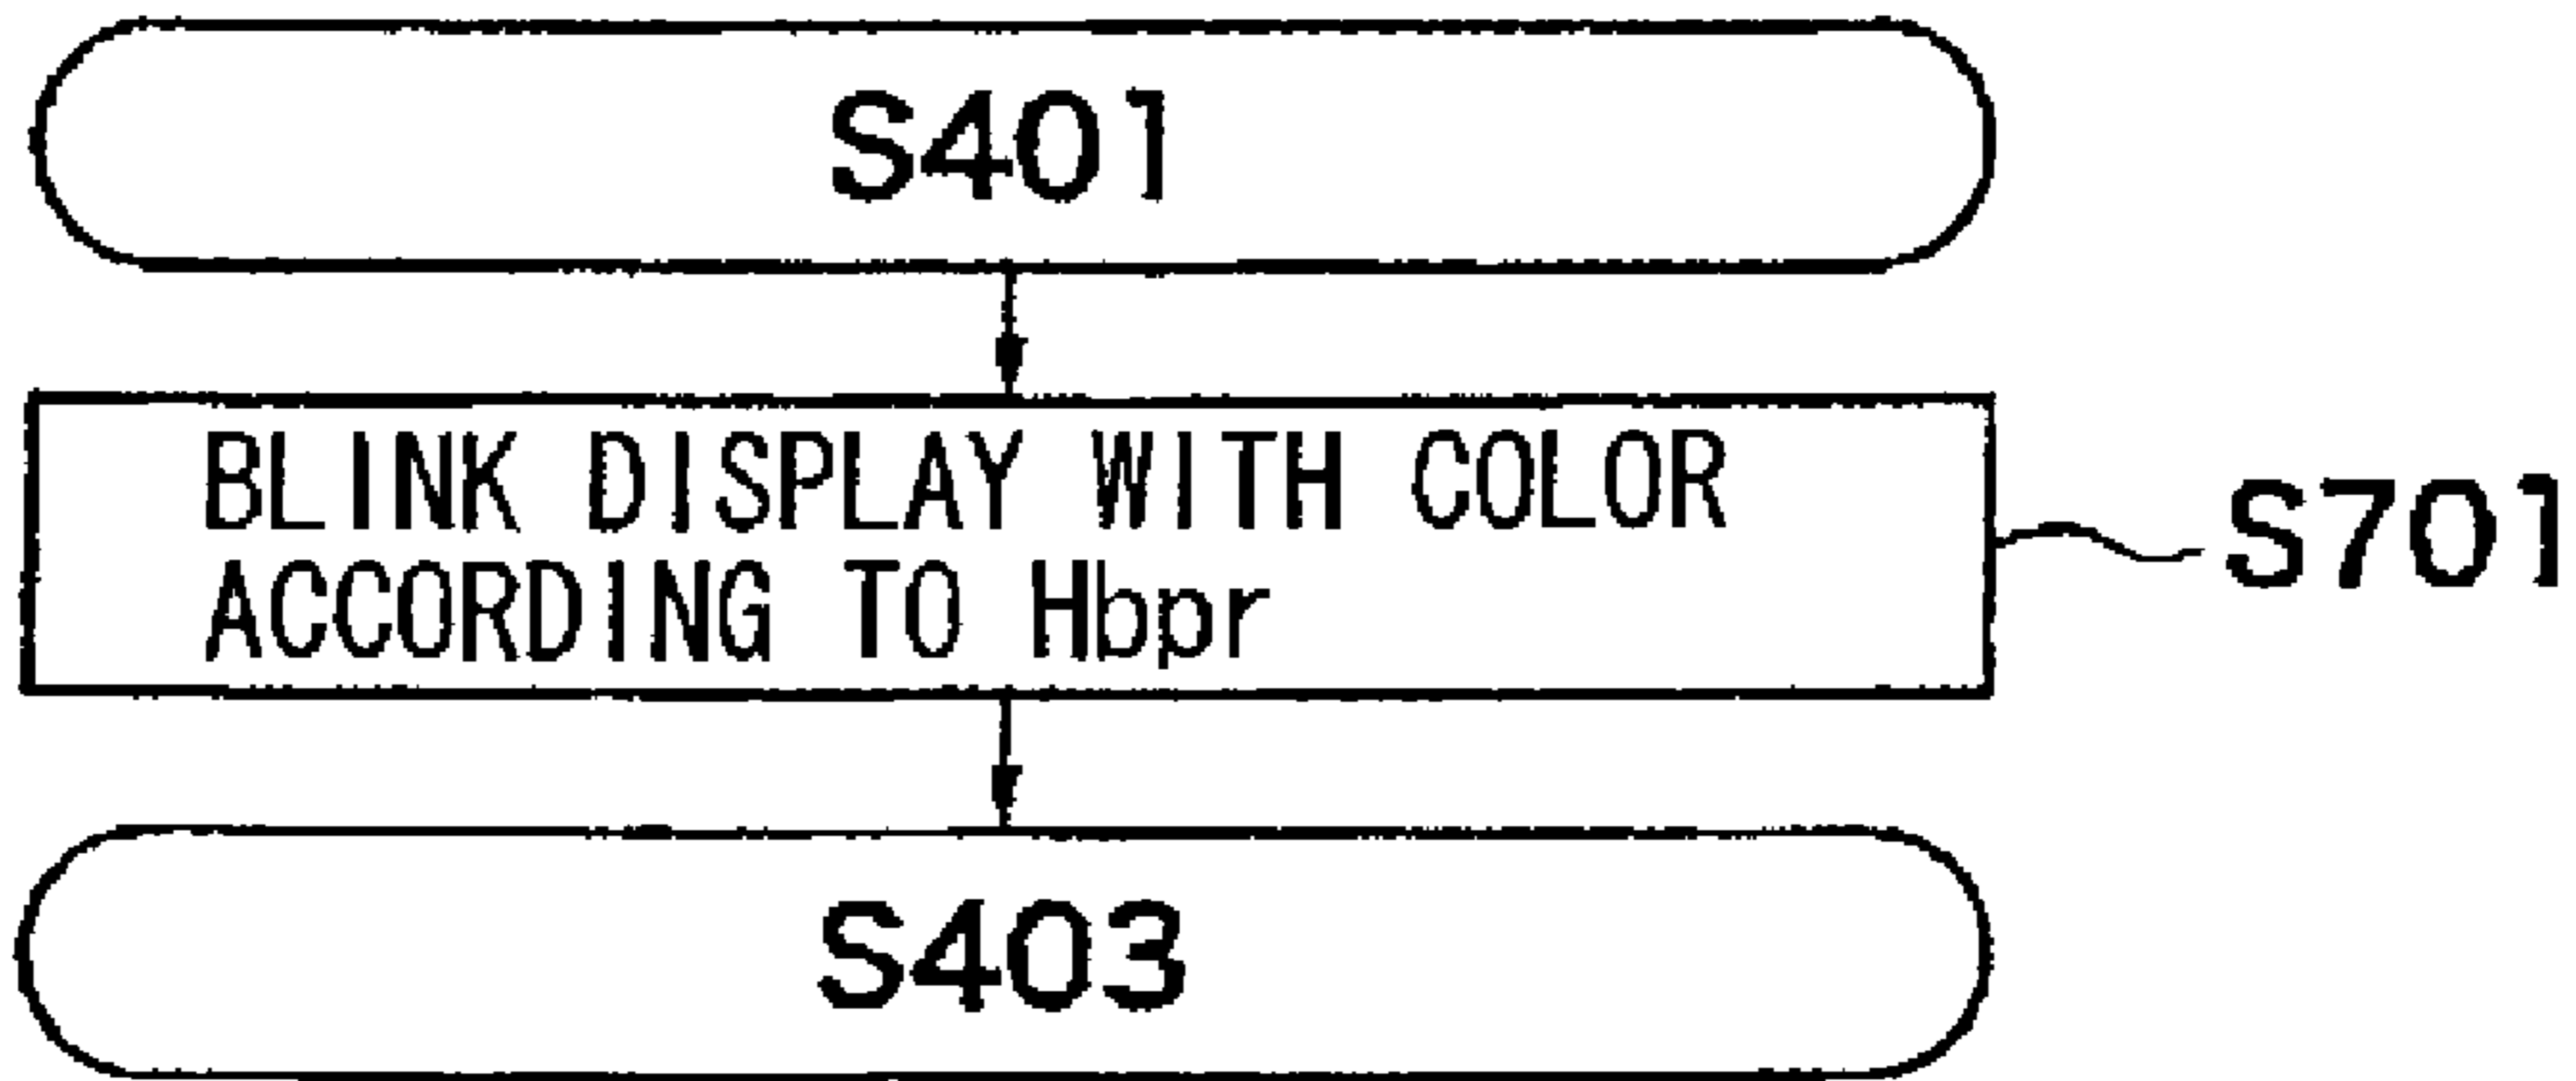 S401
BLINK DISPLAY WITH COLOR
ACCORDING TO Hbpr
S701
S403